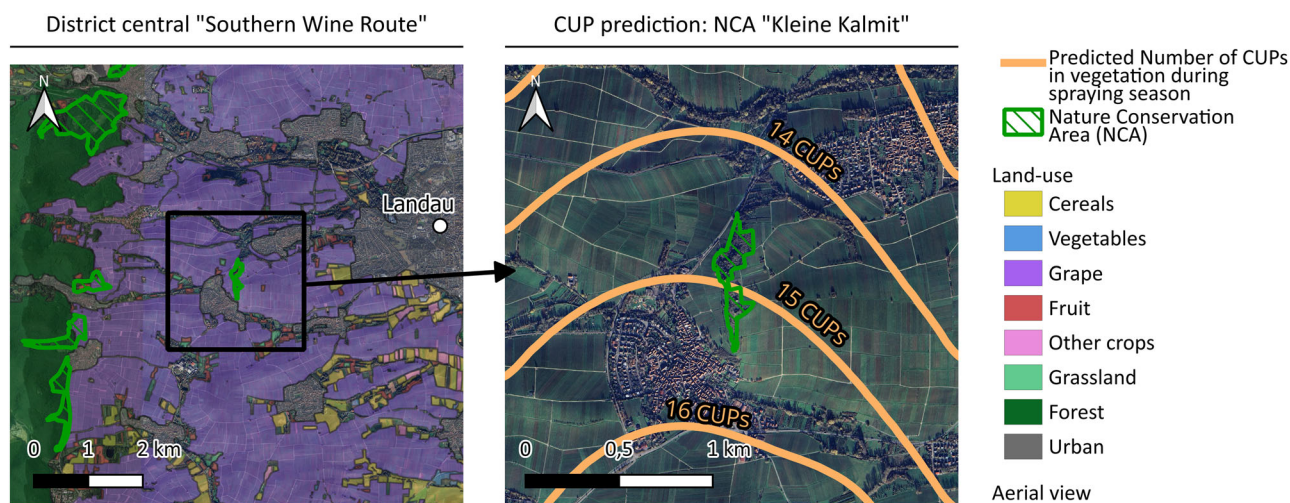 District central "Southern Wine Route"
CUP prediction: NCA "Kleine Kalmit"
N
Landau
0 1 2 km
N
14 CUPs
15 CUPs
16 CUPs
0 0,5 1 km
Predicted Number of CUPs
in vegetation during
spraying season
Nature Conservation
Area (NCA)
Land-use
Cereals
Vegetables
Grape
Fruit
Other crops
Grassland
Forest
Urban
Aerial view